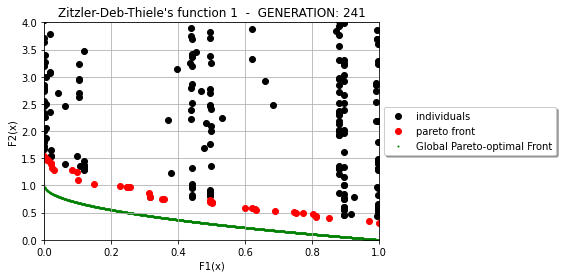 Zitzler-Deb-Thiele's function 1 - GENERATION: 241
F2(x)
4.0
3.5
3.0
2.5
2.0
1.5
1.0
0.5
0.0
0.0 0.2 0.4 0.6 0.8 1.0
F1(x)
individuals
pareto front
Global Pareto-optimal Front